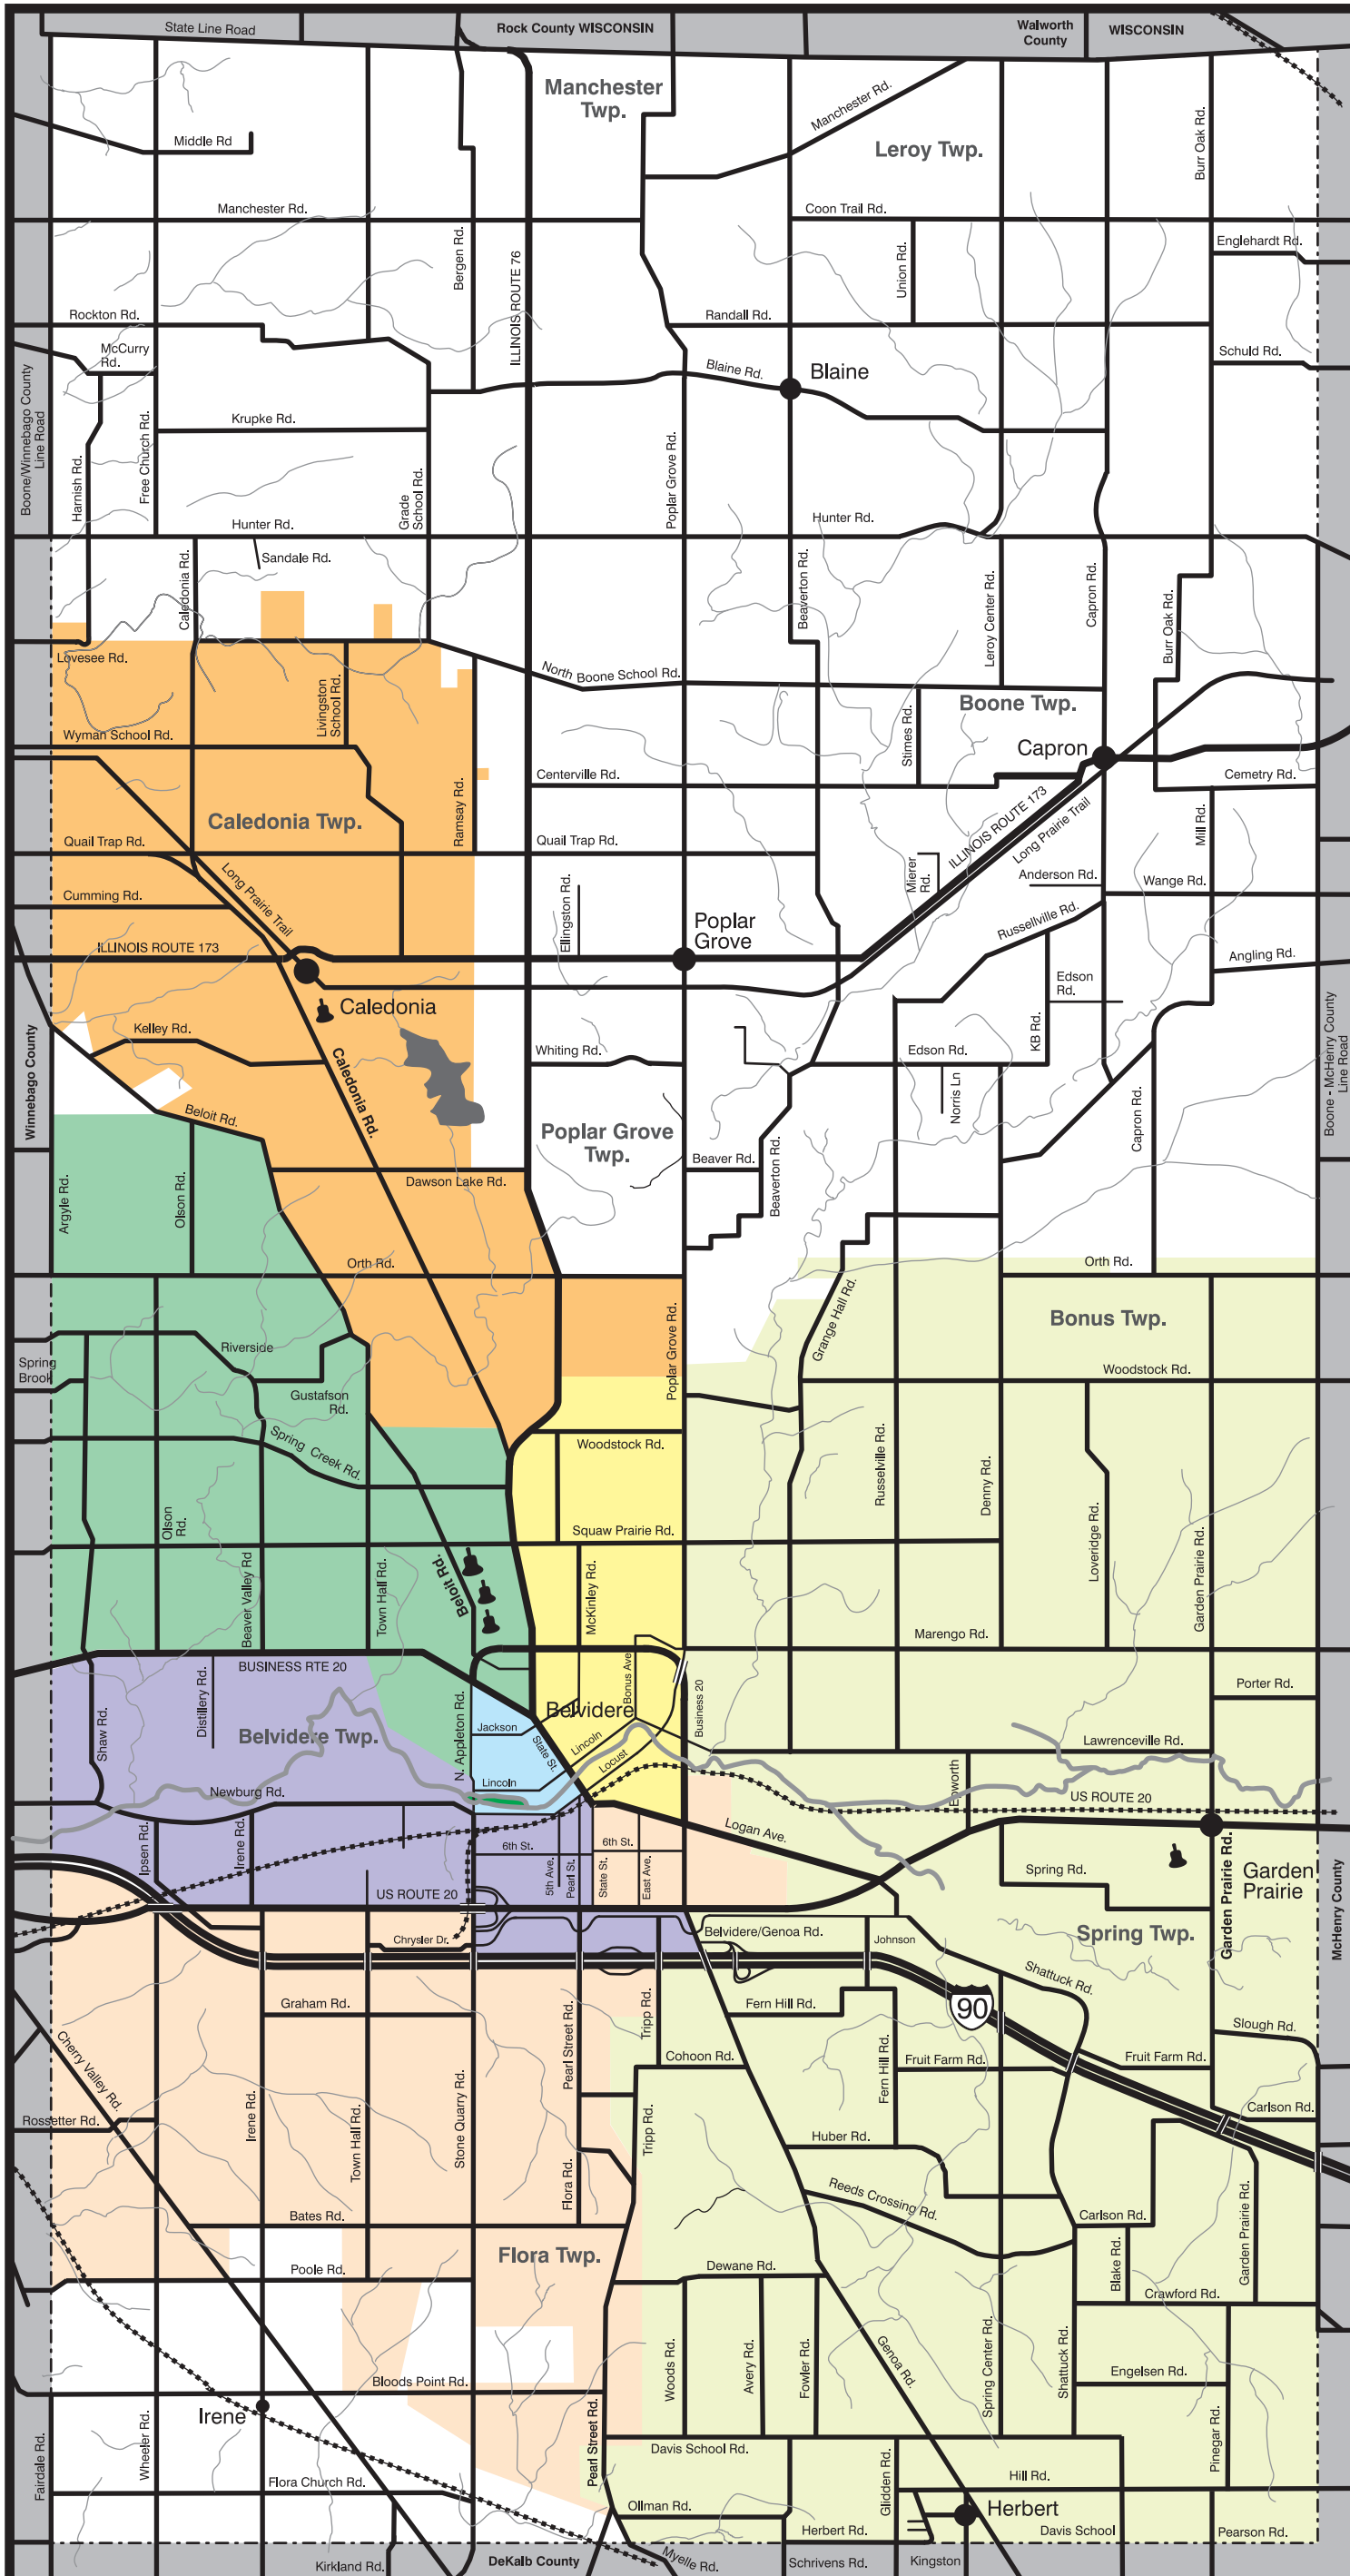 State Line Road
Rock County WISCONSIN
Walworth
County
WISCONSIN
Manchester
Twp.
Manchester Rd.
Leroy Twp.
Burr Oak Rd.
Middle Rd
Manchester Rd.
Coon Trail Rd.
Bergen Rd.
ILLINOIS ROUTE 76
Union Rd.
Englehardt Rd.
Rockton Rd.
Randall Rd.
McCurry
Rd.
Schuld Rd.
Blaine Rd.
Blaine
Boone/Winnebago County
Line Road
Harnish Rd.
Free Church Rd.
Krupke Rd.
Grade
School Rd.
Poplar Grove Rd.
Hunter Rd.
Hunter Rd.
Sandale Rd.
Caledonia Rd.
Beaverton Rd.
Leroy Center Rd.
Capron Rd.
Burr Oak Rd.
Lovesee Rd.
North Boone School Rd.
Livingston
School Rd.
Boone Twp.
Stimes Rd.
Wyman School Rd.
Capron
Centerville Rd.
Cemetry Rd.
Ramsay Rd.
Caledonia Twp.
ILLINOIS ROUTE 173
Long Prairie Trail
Mill Rd.
Quail Trap Rd.
Quail Trap Rd.
Mierer
Rd.
Anderson Rd.
Wange Rd.
Long Prairie Trail
Cumming Rd.
Ellingston Rd.
Poplar
Grove
Russellville Rd.
ILLINOIS ROUTE 173
Angling Rd.
Edson
Rd.
Caledonia
KB Rd.
Kelley Rd.
Whiting Rd.
Edson Rd.
Winnebago County
Caledonia Rd.
Norris Ln
Boone - McHenry County
Line Road
Beloit Rd.
Poplar Grove
Twp.
Capron Rd.
Beaver Rd.
Beaverton Rd.
Argyle Rd.
Olson Rd.
Dawson Lake Rd.
Orth Rd.
Orth Rd.
Grange Hall Rd.
Bonus Twp.
Riverside
Spring
Brook
Poplar Grove Rd.
Woodstock Rd.
Gustafson
Rd.
Spring Creek Rd.
Woodstock Rd.
Russelville Rd.
Denny Rd.
Olson
Rd.
Squaw Prairie Rd.
Loveridge Rd.
Garden Prairie Rd.
Beaver Valley Rd
Town Hall Rd.
Beloit Rd.
McKinley Rd.
Marengo Rd.
BUSINESS RTE 20
Bonus Ave
Porter Rd.
Shaw Rd.
Distillery Rd.
Belvidere Twp.
N. Appleton Rd.
Jackson
Belvidere
State St.
Lincoln
Locust
Business 20
Lawrenceville Rd.
Lincoln
Newburg Rd.
Epworth
US ROUTE 20
Logan Ave.
Ipsen Rd.
Irene Rd.
6th St.
6th St.
5th Ave.
Pearl St.
State St.
East Ave.
Spring Rd.
Garden Prairie Rd.
Garden
Prairie
McHenry County
US ROUTE 20
Chrysler Dr.
Belvidere/Genoa Rd.
Johnson
Spring Twp.
Shattuck Rd.
90
Graham Rd.
Pearl Street Rd.
Tripp Rd.
Fern Hill Rd.
Slough Rd.
Cherry Valley Rd.
Cohoon Rd.
Fern Hill Rd.
Fruit Farm Rd.
Fruit Farm Rd.
Rossetter Rd.
Irene Rd.
Town Hall Rd.
Stone Quarry Rd.
Tripp Rd.
Carlson Rd.
Huber Rd.
Flora Rd.
Reeds Crossing Rd.
Bates Rd.
Carlson Rd.
Flora Twp.
Garden Prairie Rd.
Poole Rd.
Dewane Rd.
Blake Rd.
Crawford Rd.
Woods Rd.
Avery Rd.
Fowler Rd.
Genoa Rd.
Spring Center Rd.
Shattuck Rd.
Bloods Point Rd.
Engelsen Rd.
Irene
Pinegar Rd.
Fairdale Rd.
Wheeler Rd.
Pearl Street Rd.
Davis School Rd.
Flora Church Rd.
Glidden Rd.
Hill Rd.
Ollman Rd.
Herbert
Herbert Rd.
Davis School
Pearson Rd.
Kirkland Rd.
DeKalb County
Myelle Rd.
Schrivens Rd.
Kingston